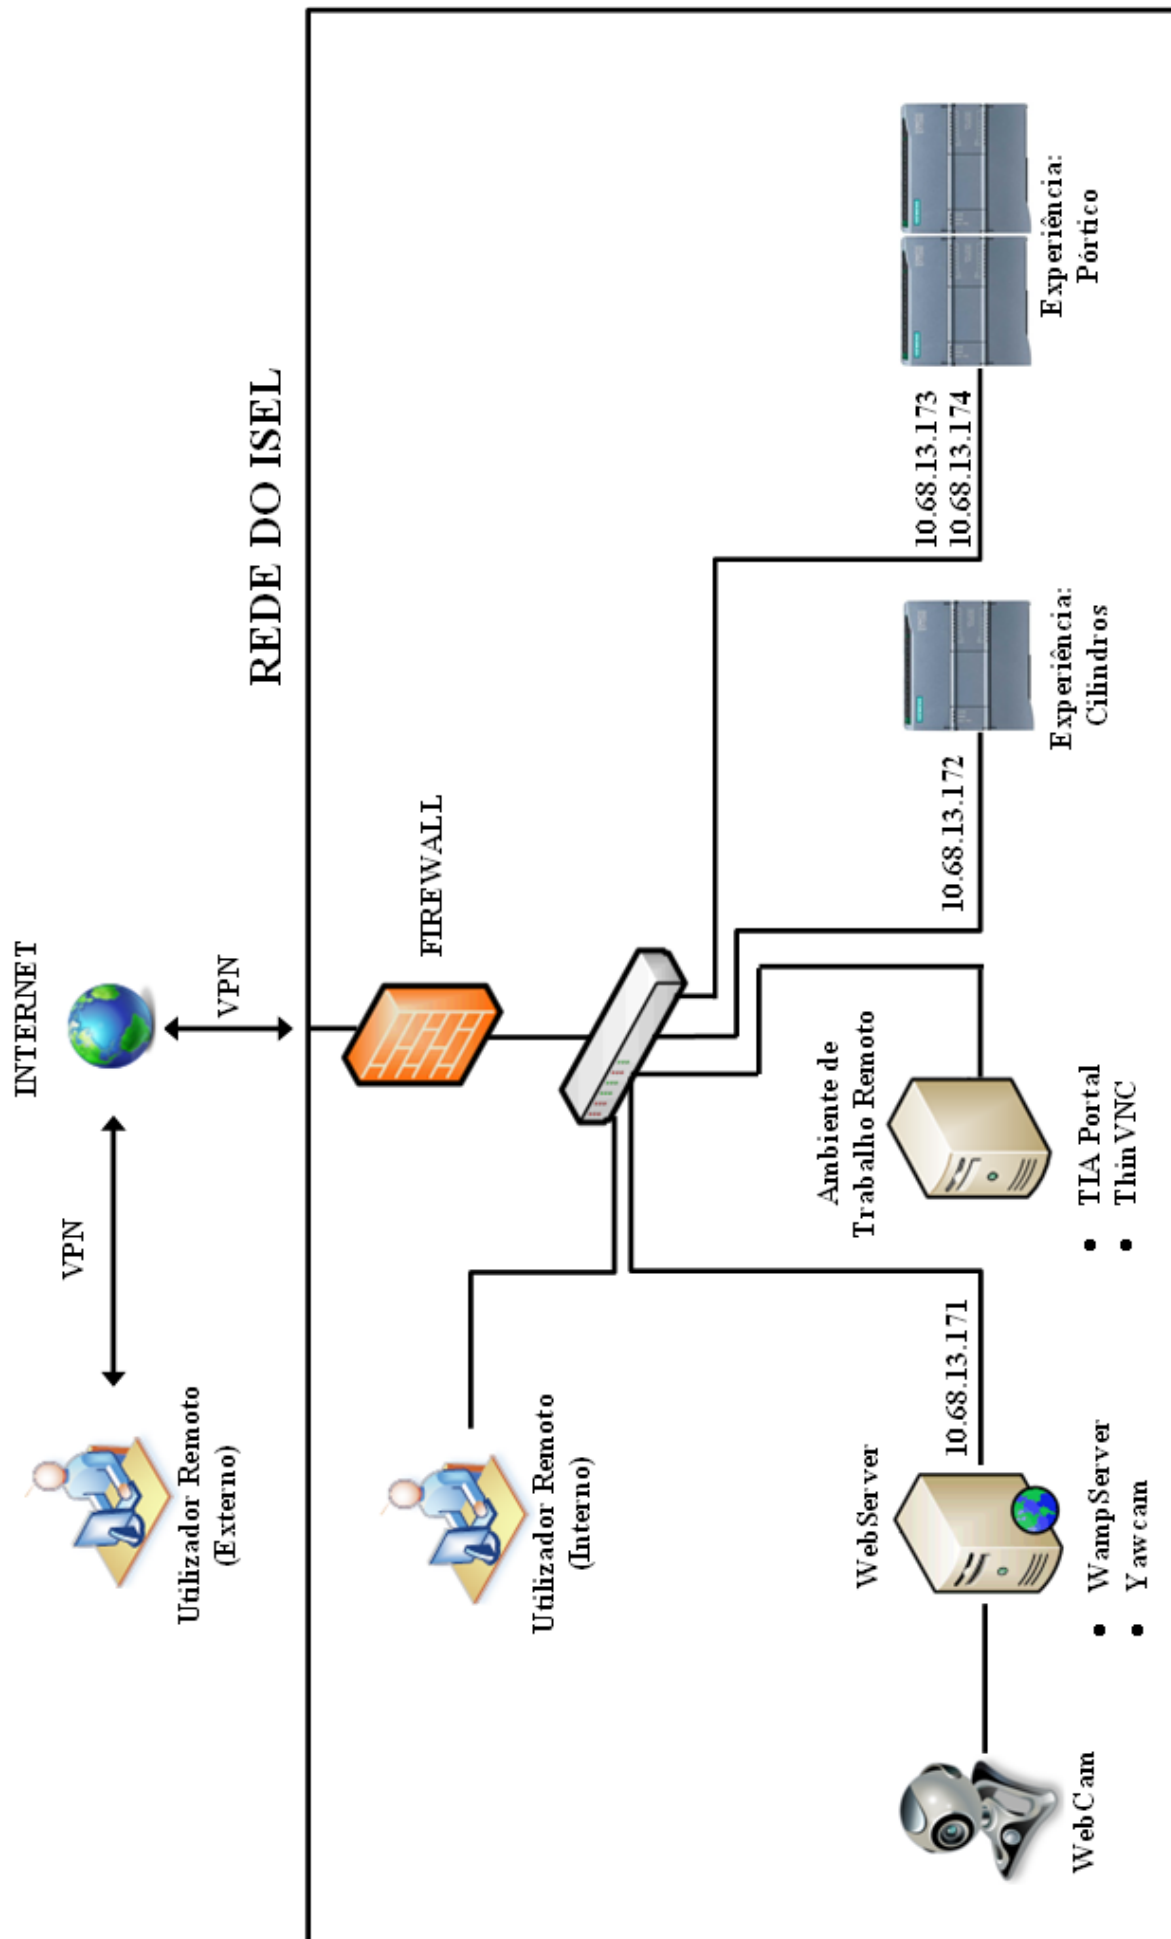 INTERNET
VPN
VPN
Utilizador Remoto
(Externo)
REDE DO ISEL
FIREWALL
Utilizador Remoto
(Interno)
Ambiente de
Trabalho Remoto
• TIA Portal
• ThinVNC
WebServer
10.68.13.171
• WampServer
• Yawcam
WebCam
10.68.13.172
Experiência:
Cilindros
10.68.13.173
10.68.13.174
Experiência:
Pórtico